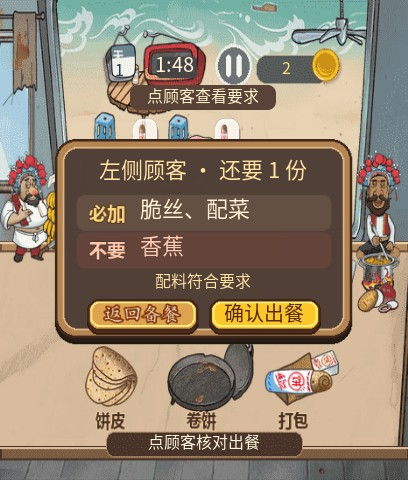 天
1
1:48
2
点顾客查看要求
左侧顾客 · 还要 1 份
必加 脆丝、配菜
不要 香蕉
配料符合要求
返回备餐
确认出餐
饼皮
卷饼
打包
点顾客核对出餐